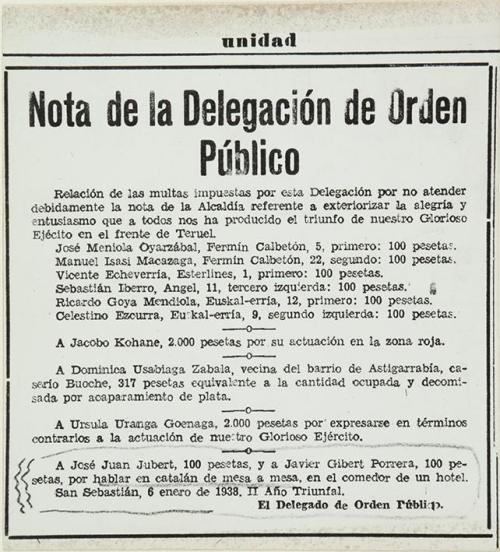 unidad
Nota de la Delegación de Orden
Público
Relación de las multas impuestas por esta Delegación por no atender
debidamente la nota de la Alcaldía referente a exteriorizar la alegría y
entusiasmo que a todos nos ha producido el triunfo de nuestro Glorioso
Ejécito en el frente de Teruel.
José Meniola Oyarzábal, Fermín Calbetón, 5, primero: 100 pesetas.
Manuel Isasi Macazaga, Fermín Calbetón, 22, segundo: 100 pesetas.
Vicente Echeverría, Esterlines, 1, primero: 100 pesetas.
Sebastián Iberro, Angel, 11, tercero izquierda: 100 pesetas.
Ricardo Goya Mendiola, Euskal-erría, 12, primero: 100 pesetas.
Celestino Ezcurra, Euskal-erría, 9, segundo izquierda: 100 pesetas.
A Jacobo Kohane, 2.000 pesetas por su actuación en la zona roja.
A Dominica Usabiaga Zabala, vecina del barrio de Astigarrabía, ca-
serío Buoche, 317 pesetas equivalente a la cantidad ocupada y decomi-
sada por acaparamiento de plata.
A Ursula Uranga Goenaga, 2.000 pesetas por expresarse en términos
contrarlos a la actuación de nuestro Glorioso Ejército.
A José Juan Jubert, 100 pesetas, y a Javier Gibert Porrera, 100 pe-
setas, por hablar en catalán de mesa a mesa, en el comedor de un hotel.
San Sebastián, 6 enero de 1938, II Año Triunfal.
El Delegado de Orden Público.